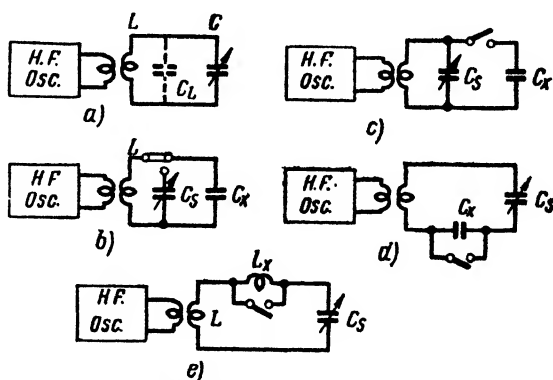 L C
H.F.
Osc.
C_L
a)
H.F.
Osc.
C_S C_x
c)
H.F
Osc.
L
C_S C_x
b)
H.F.
Osc.
C_x
C_S
d)
H.F.
Osc.
L_x
L
C_S
e)